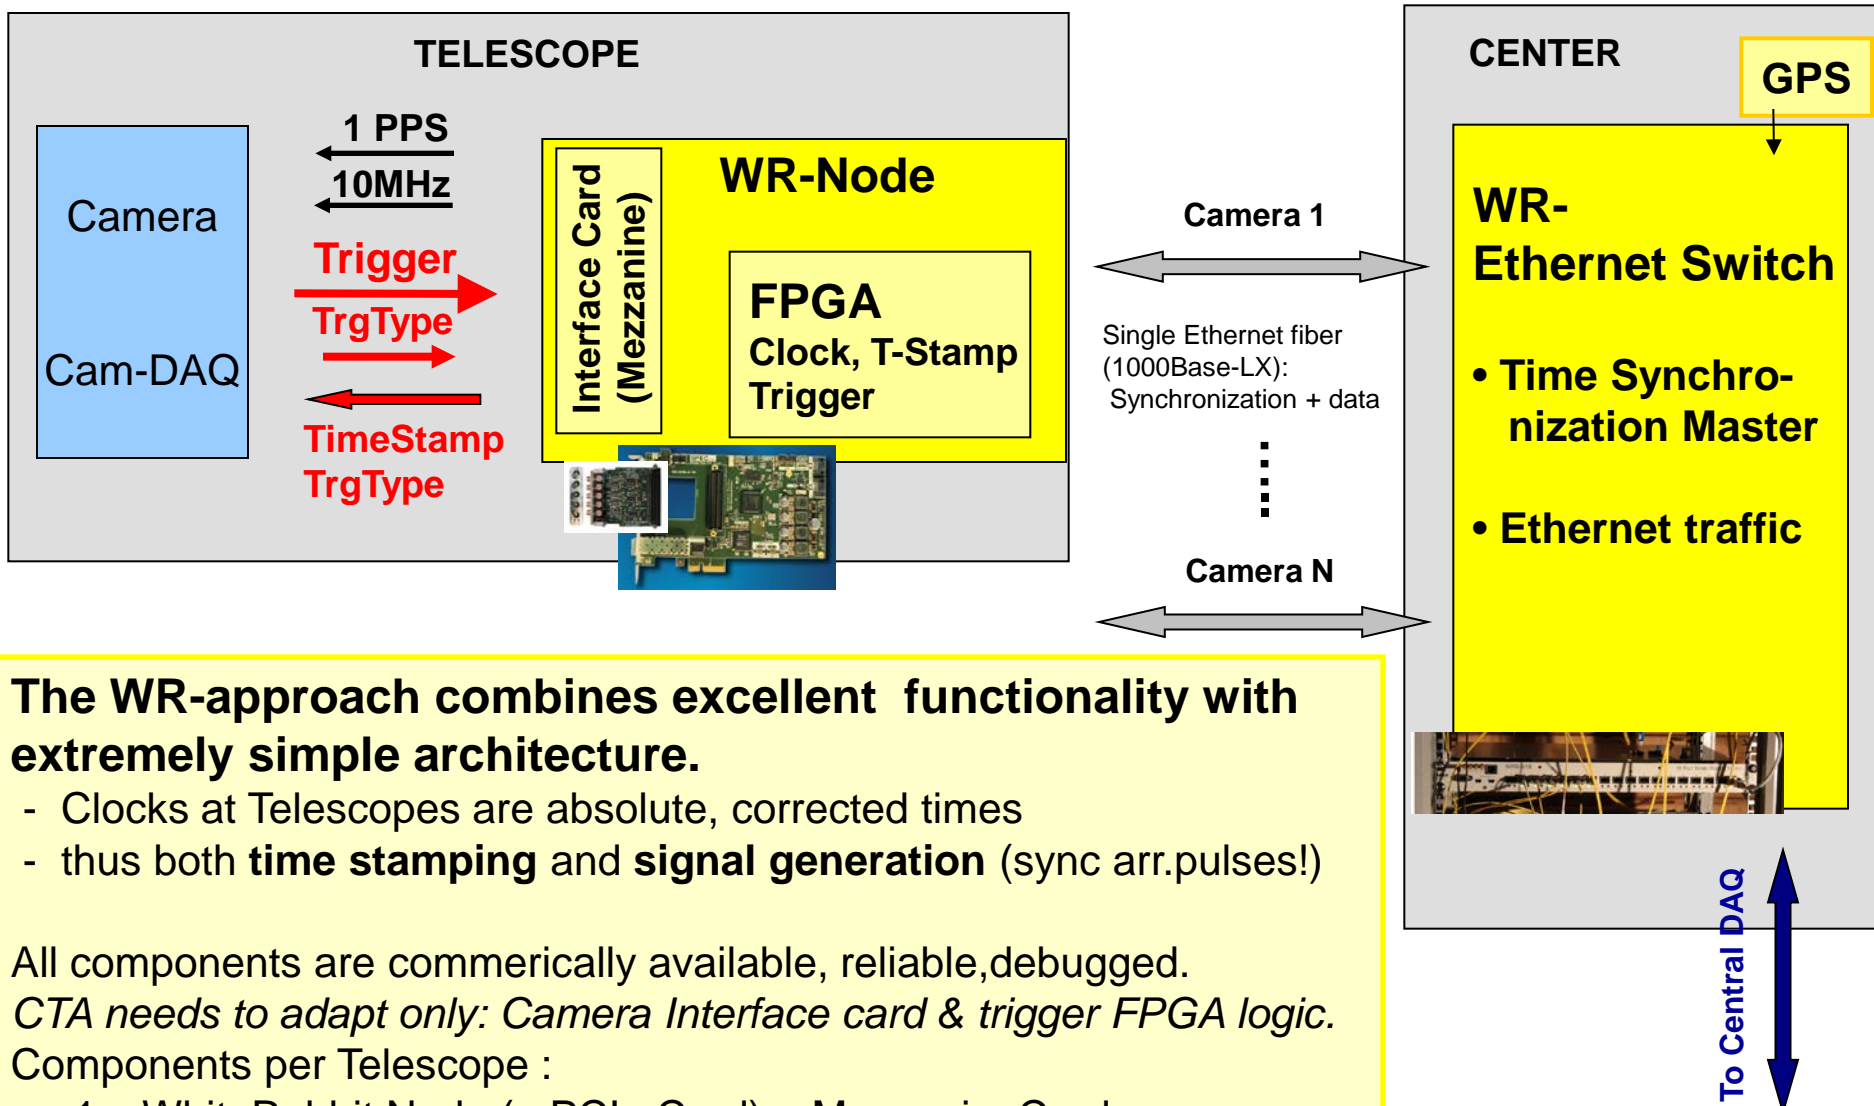 TELESCOPE
1 PPS
10MHz
Camera
Cam-DAQ
Trigger
TrgType
TimeStamp
TrgType
Interface Card
(Mezzanine)
WR-Node
FPGA
Clock, T-Stamp
Trigger
Camera 1
Single Ethernet fiber
(1000Base-LX):
Synchronization + data
Camera N
CENTER
GPS
WR-
Ethernet Switch
• Time Synchro-
nization Master
• Ethernet traffic
To Central DAQ
The WR-approach combines excellent functionality with
extremely simple architecture.
- Clocks at Telescopes are absolute, corrected times
- thus both time stamping and signal generation (sync arr.pulses!)
All components are commerically available, reliable,debugged.
CTA needs to adapt only: Camera Interface card & trigger FPGA logic.
Components per Telescope :